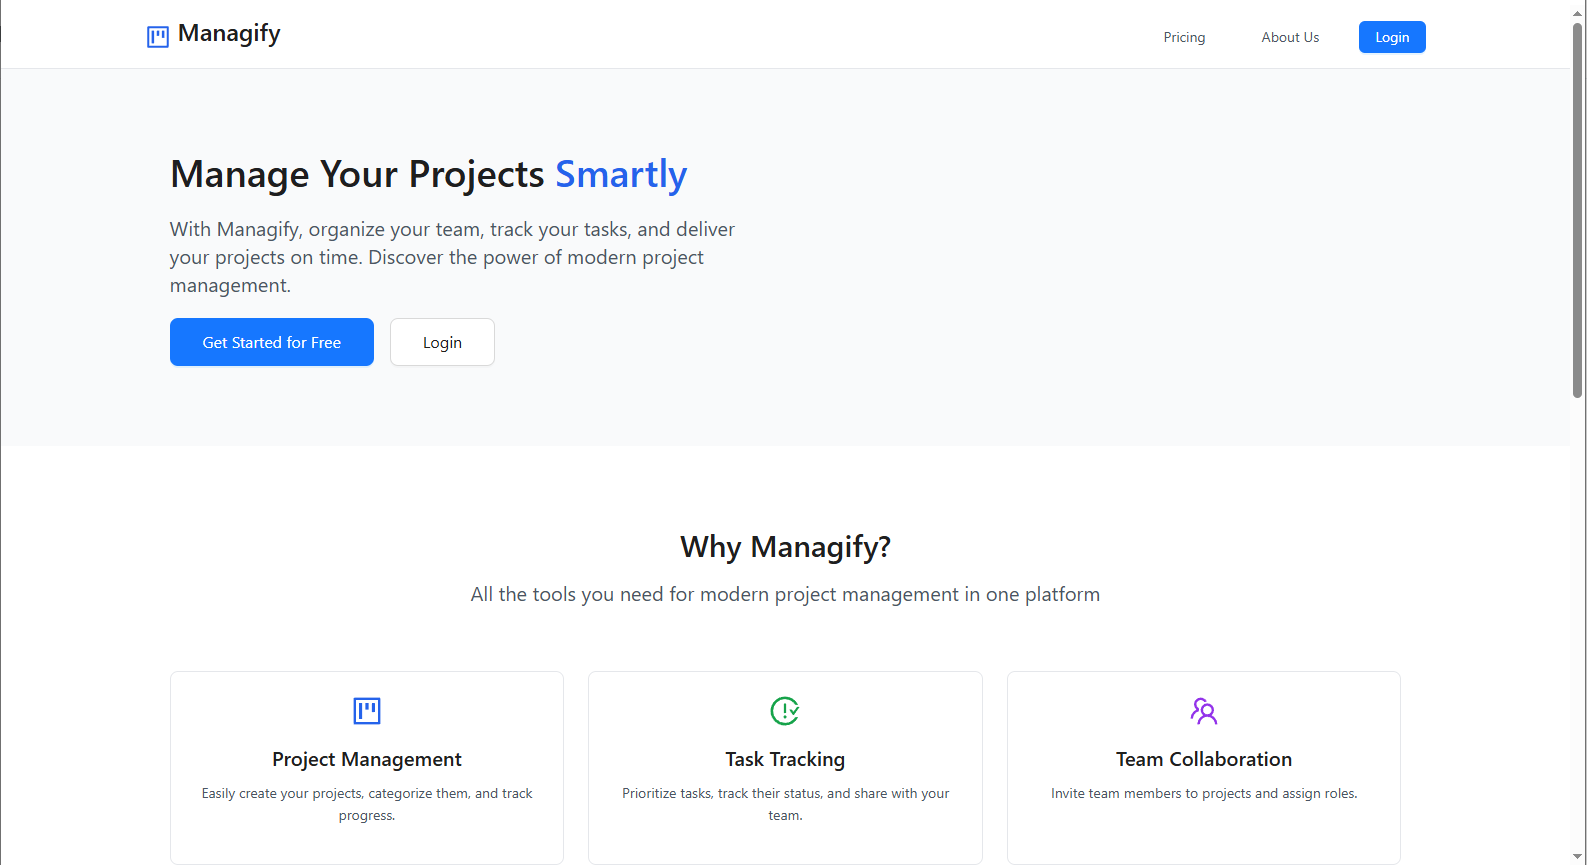 Managify
Pricing
About Us
Login
Manage Your Projects Smartly
With Managify, organize your team, track your tasks, and deliver
your projects on time. Discover the power of modern project
management.
Get Started for Free
Login
Why Managify?
All the tools you need for modern project management in one platform
Project Management
Easily create your projects, categorize them, and track
progress.
Task Tracking
Prioritize tasks, track their status, and share with your
team.
Team Collaboration
Invite team members to projects and assign roles.